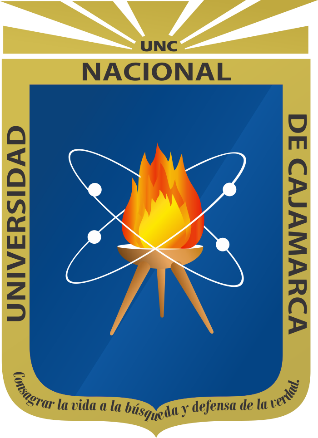 UNC
NACIONAL
UNIVERSIDAD
DE CAJAMARCA
Consagrar la vida a la búsqueda y defensa de la verdad.